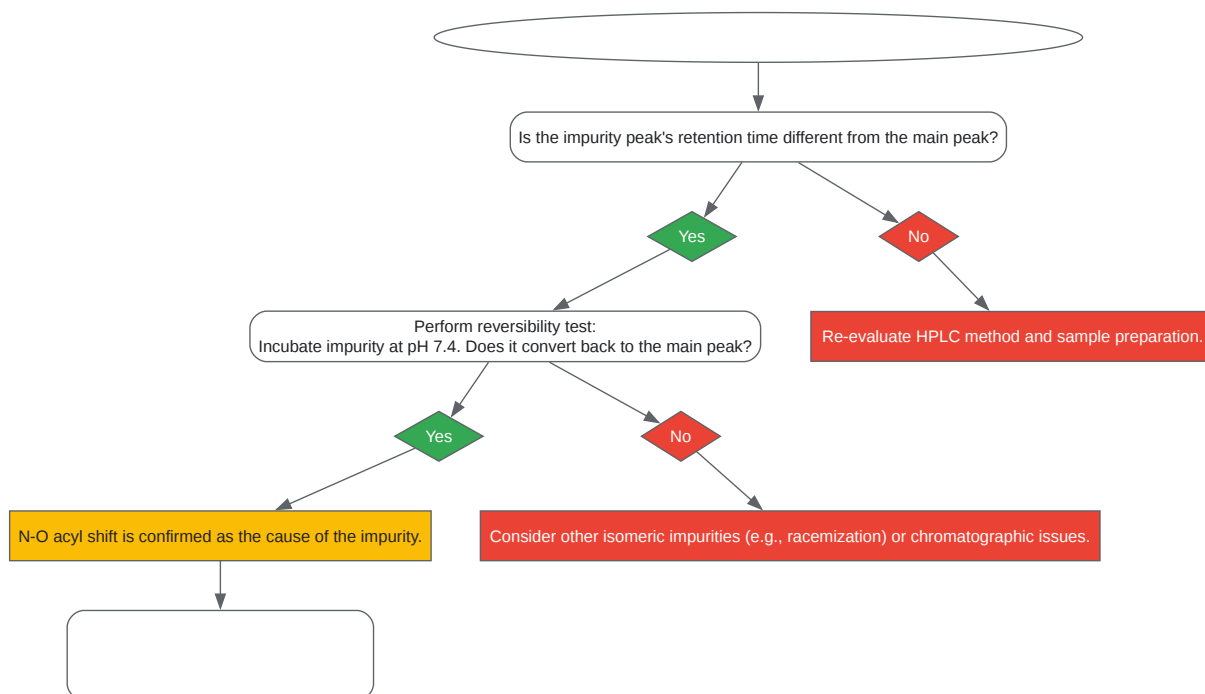 Is the impurity peak's retention time different from the main peak?
Yes
No
Perform reversibility test:
Incubate impurity at pH 7.4. Does it convert back to the main peak?
Re-evaluate HPLC method and sample preparation.
Yes
No
N-O acyl shift is confirmed as the cause of the impurity.
Consider other isomeric impurities (e.g., racemization) or chromatographic issues.